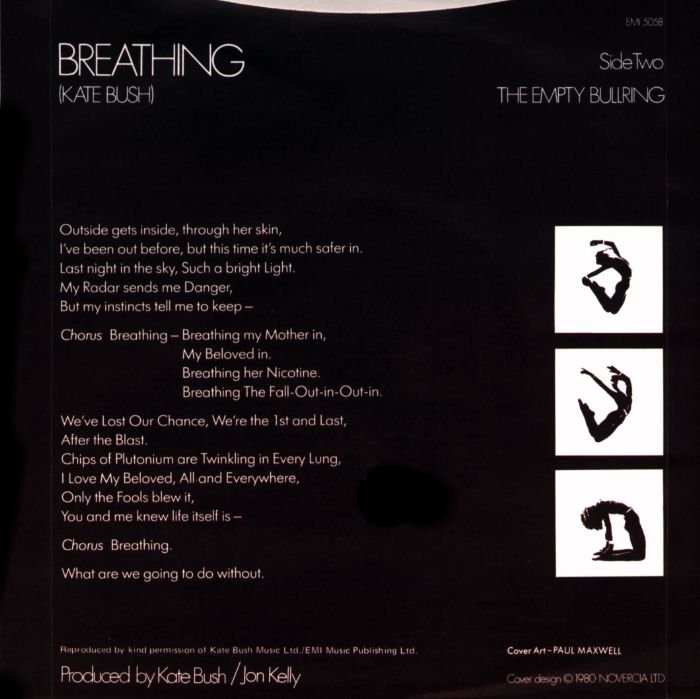 EMI 5058
BREATHING
(KATE BUSH)
Side Two
THE EMPTY BULLRING
Outside gets inside, through her skin,
I've been out before, but this time it's much safer in.
Last night in the sky, Such a bright Light.
My Radar sends me Danger,
But my instincts tell me to keep –
Chorus Breathing – Breathing my Mother in,
My Beloved in.
Breathing her Nicotine.
Breathing The Fall-Out-in-Out-in.
We've Lost Our Chance, We're the 1st and Last,
After the Blast.
Chips of Plutonium are Twinkling in Every Lung,
I Love My Beloved, All and Everywhere,
Only the Fools blew it,
You and me knew life itself is –
Chorus Breathing.
What are we going to do without.
Reproduced by kind permission of Kate Bush Music Ltd./EMI Music Publishing Ltd.
Produced by Kate Bush / Jon Kelly
Cover Art – PAUL MAXWELL
Cover design © 1980 NOVERCIA LTD